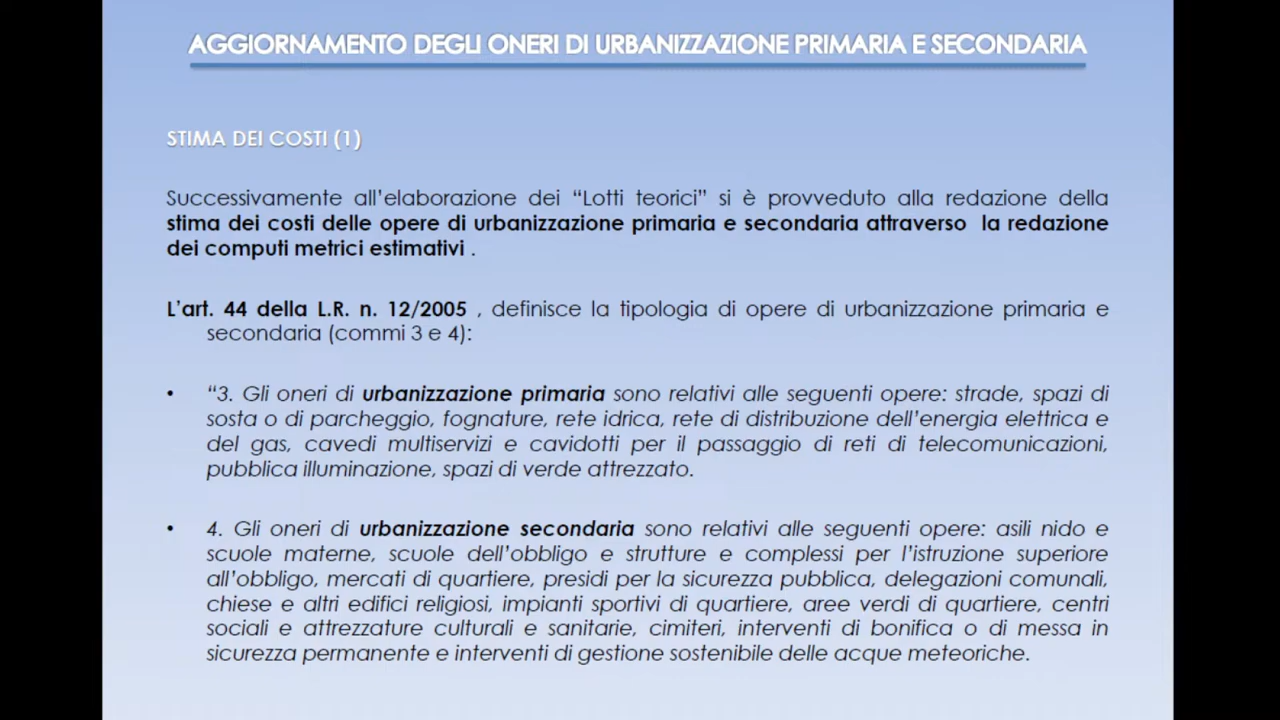 AGGIORNAMENTO DEGLI ONERI DI URBANIZZAZIONE PRIMARIA E SECONDARIA
STIMA DEI COSTI (1)
Successivamente all'elaborazione dei "Lotti teorici" si è provveduto alla redazione della
stima dei costi delle opere di urbanizzazione primaria e secondaria attraverso la redazione
dei computi metrici estimativi .
L'art. 44 della L.R. n. 12/2005 , definisce la tipologia di opere di urbanizzazione primaria e
secondaria (commi 3 e 4):
• "3. Gli oneri di urbanizzazione primaria sono relativi alle seguenti opere: strade, spazi di
sosta o di parcheggio, fognature, rete idrica, rete di distribuzione dell'energia elettrica e
del gas, cavedi multiservizi e cavidotti per il passaggio di reti di telecomunicazioni,
pubblica illuminazione, spazi di verde attrezzato.
• 4. Gli oneri di urbanizzazione secondaria sono relativi alle seguenti opere: asili nido e
scuole materne, scuole dell'obbligo e strutture e complessi per l'istruzione superiore
all'obbligo, mercati di quartiere, presidi per la sicurezza pubblica, delegazioni comunali,
chiese e altri edifici religiosi, impianti sportivi di quartiere, aree verdi di quartiere, centri
sociali e attrezzature culturali e sanitarie, cimiteri, interventi di bonifica o di messa in
sicurezza permanente e interventi di gestione sostenibile delle acque meteoriche.